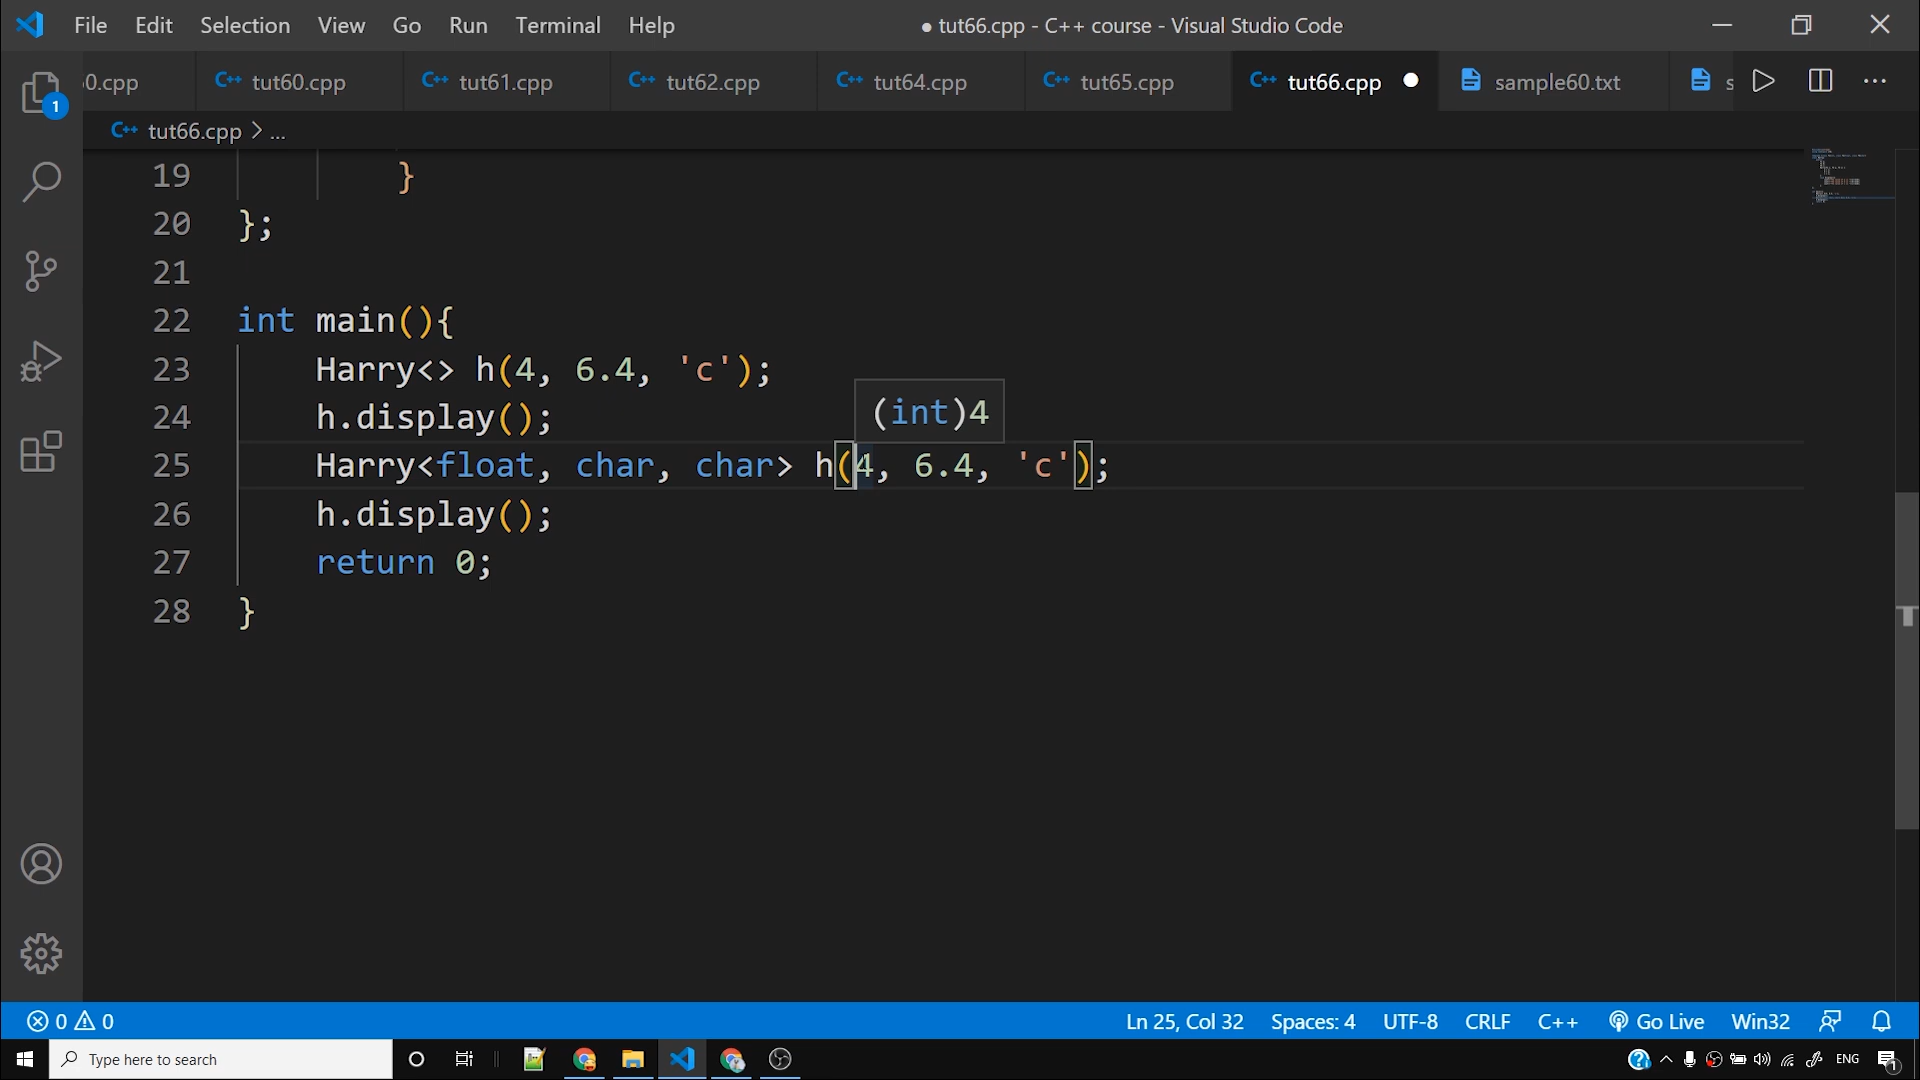 File Edit Selection View Go Run Terminal Help
● tut66.cpp - C++ course - Visual Studio Code
0.cpp
tut60.cpp
tut61.cpp
tut62.cpp
tut64.cpp
tut65.cpp
tut66.cpp
sample60.txt
1
tut66.cpp > ...
19 }
20 };
21
22 int main(){
23 Harry<> h(4, 6.4, 'c');
(int)4
24 h.display();
25 Harry<float, char, char> h(4, 6.4, 'c');
26 h.display();
27 return 0;
28 }
0 0
Ln 25, Col 32 Spaces: 4 UTF-8 CRLF C++ Go Live Win32
Type here to search
ENG
1